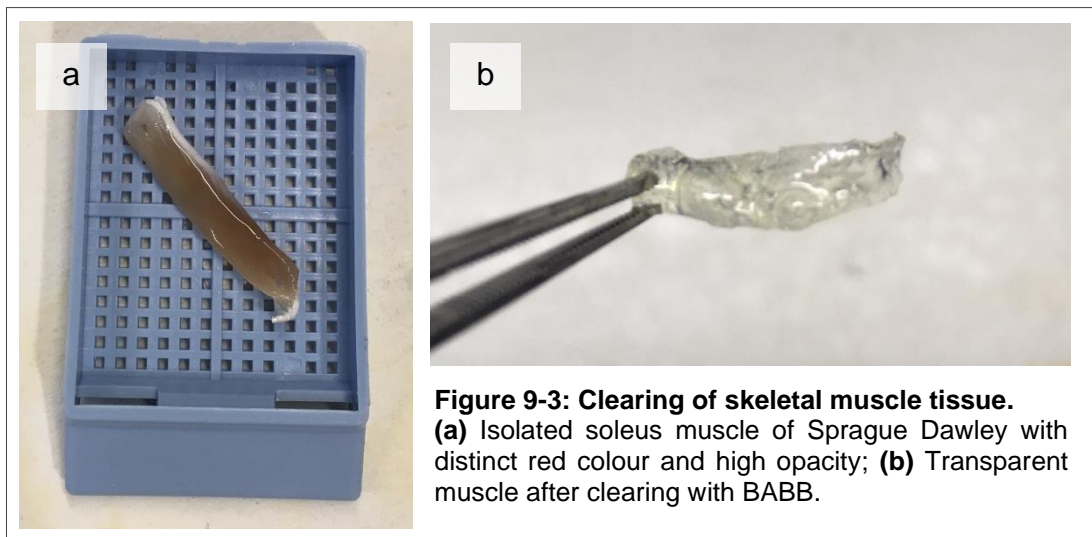 a
b
Figure 9-3: Clearing of skeletal muscle tissue.
(a) Isolated soleus muscle of Sprague Dawley with
distinct red colour and high opacity; (b) Transparent
muscle after clearing with BABB.